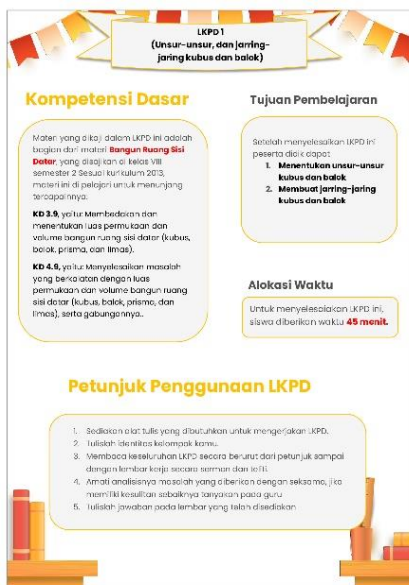 LKPD 1
(Unsur-unsur, dan jarring-
jaring kubus dan balok)
Kompetensi Dasar
Materi yang dikaji dalam LKPD ini adalah
bagian dari materi Bangun Ruang Sisi
Datar, yang disajikan di kelas VIII
semester 2 Sesuai kurikulum 2013,
materi ini di pelajari untuk menunjang
tercapainnya.
KD 3.9, yaitu: Membedakan dan
menentukan luas permukaan dan
volume bangun ruang sisi datar (kubus,
balok, prisma, dan limas).
KD 4.9, yaitu: Menyelesaikan masalah
yang berkaiatan dengan luas
permukaan dan volume bangun ruang
sisi datar (kubus, balok, prisma, dan
limas), serta gabungannya..
Tujuan Pembelajaran
Setelah menyelesaikan LKPD ini
peserta didik dapat
1. Menentukan unsur-unsur
kubus dan balok
2. Membuat jarring-jaring
kubus dan balok
Alokasi Waktu
Untuk menyelesaiakan LKPD ini,
siswa diberikan waktu 45 menit.
Petunjuk Penggunaan LKPD
1. Sediakan alat tulis yang dibutuhkan untuk mengerjakan LKPD.
2. Tulislah identitas kelompok kamu.
3. Membaca keseluruhan LKPD secara berurut dari petunjuk sampai
dengan lembar kerja secara serman dan teliti.
4. Amati analisisnya masalah yang diberikan dengan seksama, jika
memiliki kesulitan sebaiknya tanyakan pada guru
5. Tulislah jawaban pada lembar yang telah disediakan